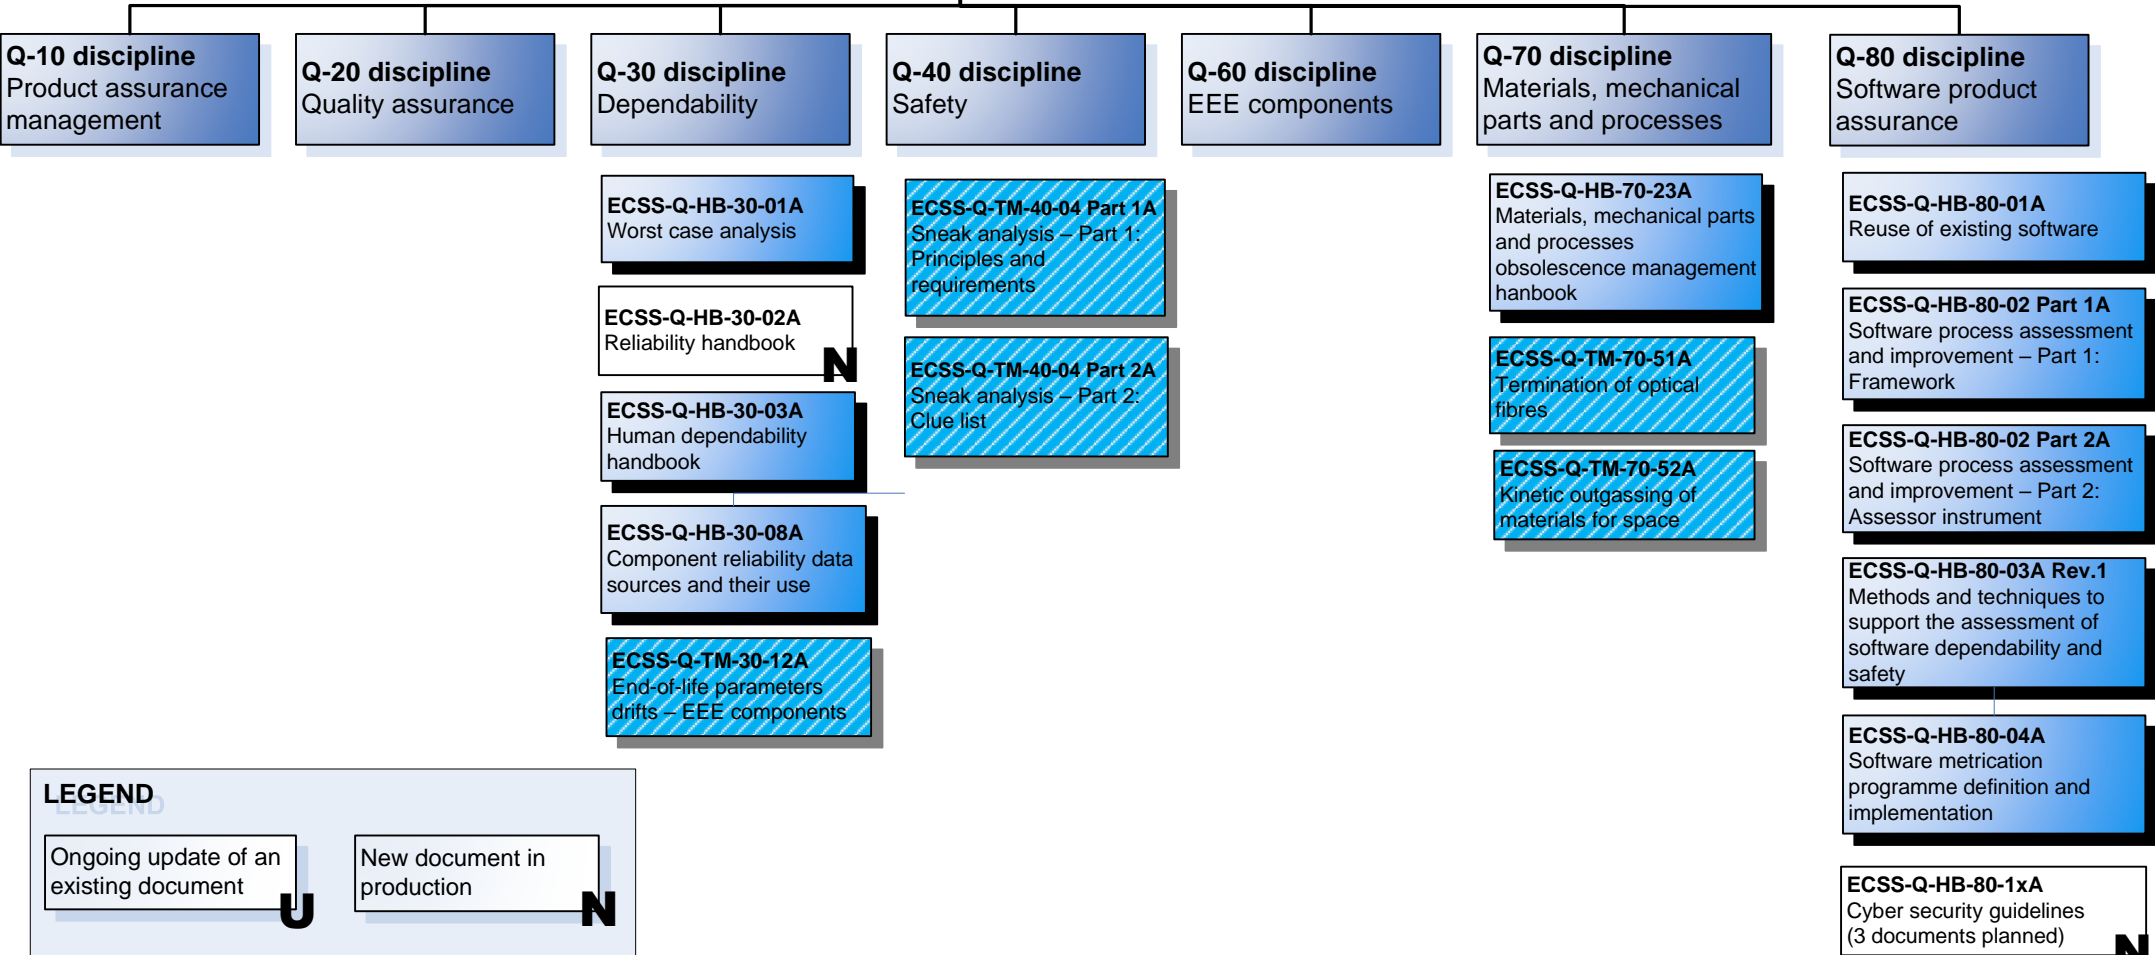 Q-10 discipline
Product assurance
management
Q-20 discipline
Quality assurance
Q-30 discipline
Dependability
Q-40 discipline
Safety
Q-60 discipline
EEE components
Q-70 discipline
Materials, mechanical
parts and processes
Q-80 discipline
Software product
assurance
ECSS-Q-HB-30-01A
Worst case analysis
ECSS-Q-HB-30-02A
Reliability handbook
N
ECSS-Q-HB-30-03A
Human dependability
handbook
ECSS-Q-HB-30-08A
Component reliability data
sources and their use
ECSS-Q-TM-30-12A
End-of-life parameters
drifts – EEE components
ECSS-Q-TM-40-04 Part 1A
Sneak analysis – Part 1:
Principles and
requirements
ECSS-Q-TM-40-04 Part 2A
Sneak analysis – Part 2:
Clue list
ECSS-Q-HB-70-23A
Materials, mechanical parts
and processes
obsolescence management
hanbook
ECSS-Q-TM-70-51A
Termination of optical
fibres
ECSS-Q-TM-70-52A
Kinetic outgassing of
materials for space
ECSS-Q-HB-80-01A
Reuse of existing software
ECSS-Q-HB-80-02 Part 1A
Software process assessment
and improvement – Part 1:
Framework
ECSS-Q-HB-80-02 Part 2A
Software process assessment
and improvement – Part 2:
Assessor instrument
ECSS-Q-HB-80-03A Rev.1
Methods and techniques to
support the assessment of
software dependability and
safety
ECSS-Q-HB-80-04A
Software metrication
programme definition and
implementation
ECSS-Q-HB-80-1xA
Cyber security guidelines
(3 documents planned)
N
LEGEND
Ongoing update of an
existing document
U
New document in
production
N